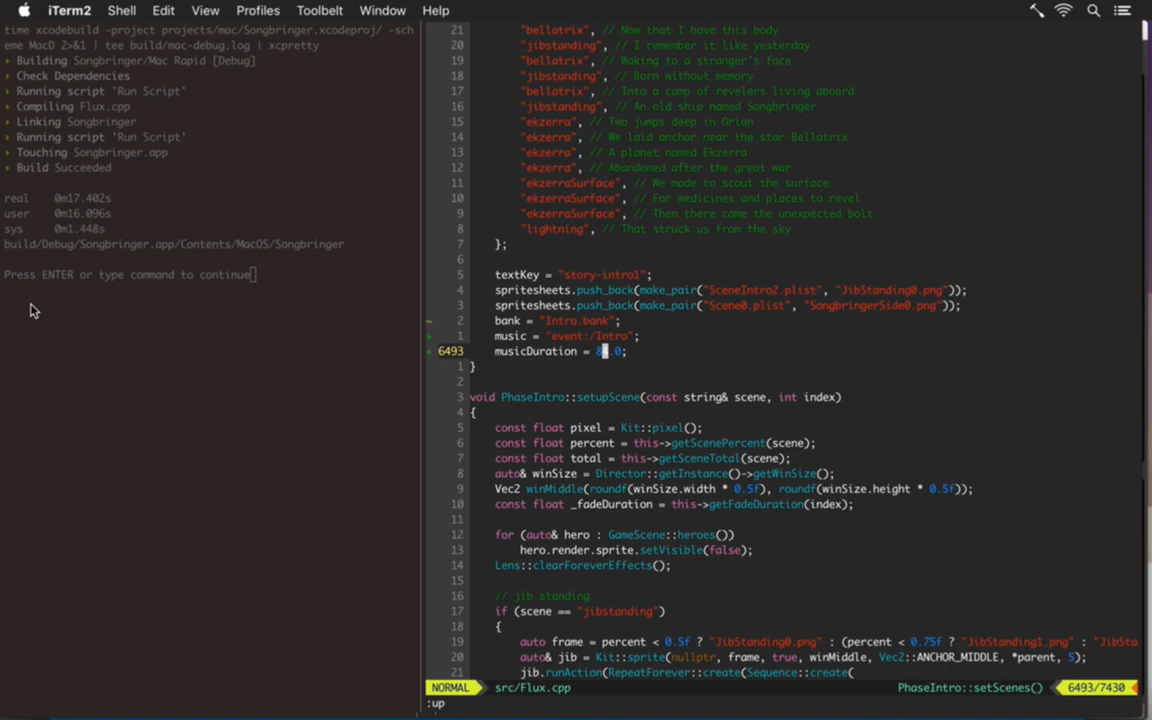 iTerm2 Shell Edit View Profiles Toolbelt Window Help
time xcodebuild -project projects/mac/Songbringer.xcodeproj/ -sch
eme MacD 2>&1 | tee build/mac-debug.log | xcpretty
› Building Songbringer/Mac Rapid [Debug]
› Check Dependencies
› Running script 'Run Script'
› Compiling Flux.cpp
› Linking Songbringer
› Running script 'Run Script'
› Touching Songbringer.app
› Build Succeeded
real 0m17.402s
user 0m16.096s
sys 0m1.448s
build/Debug/Songbringer.app/Contents/MacOS/Songbringer
Press ENTER or type command to continue
21 "bellatrix", // Now that I have this body
20 "jibstanding", // I remember it like yesterday
19 "bellatrix", // Waking to a stranger's face
18 "jibstanding", // Born without memory
17 "bellatrix", // Into a camp of revelers living aboard
16 "jibstanding", // An old ship named Songbringer
15 "ekzerra", // Two jumps deep in Orion
14 "ekzerra", // We laid anchor near the star Bellatrix
13 "ekzerra", // A planet named Ekzerra
12 "ekzerra", // Abandoned after the great war
11 "ekzerraSurface", // We made to scout the surface
10 "ekzerraSurface", // For medicines and places to revel
9 "ekzerraSurface", // Then there came the unexpected bolt
8 "lightning", // That struck us from the sky
7 };
6
5 textKey = "story-intro1";
4 spritesheets.push_back(make_pair("SceneIntro2.plist", "JibStanding0.png"));
3 spritesheets.push_back(make_pair("Scene0.plist", "SongbringerSide0.png"));
~ 2 bank = "Intro.bank";
+ 1 music = "event:/Intro";
+ 6493 musicDuration = 84.0;
1 }
2
3 void PhaseIntro::setupScene(const string& scene, int index)
4 {
5 const float pixel = Kit::pixel();
6 const float percent = this->getScenePercent(scene);
7 const float total = this->getSceneTotal(scene);
8 auto& winSize = Director::getInstance()->getWinSize();
9 Vec2 winMiddle(roundf(winSize.width * 0.5f), roundf(winSize.height * 0.5f));
10 const float _fadeDuration = this->getFadeDuration(index);
11
12 for (auto& hero : GameScene::heroes())
13 hero.render.sprite.setVisible(false);
14 Lens::clearForeverEffects();
15
16 // jib standing
17 if (scene == "jibstanding")
18 {
19 auto frame = percent < 0.5f ? "JibStanding0.png" : (percent < 0.75f ? "JibStanding1.png" : "JibSta
20 auto& jib = Kit::sprite(nullptr, frame, true, winMiddle, Vec2::ANCHOR_MIDDLE, *parent, 5);
21 jib.runAction(RepeatForever::create(Sequence::create(
NORMAL src/Flux.cpp PhaseIntro::setScenes() 6493/7430
:up